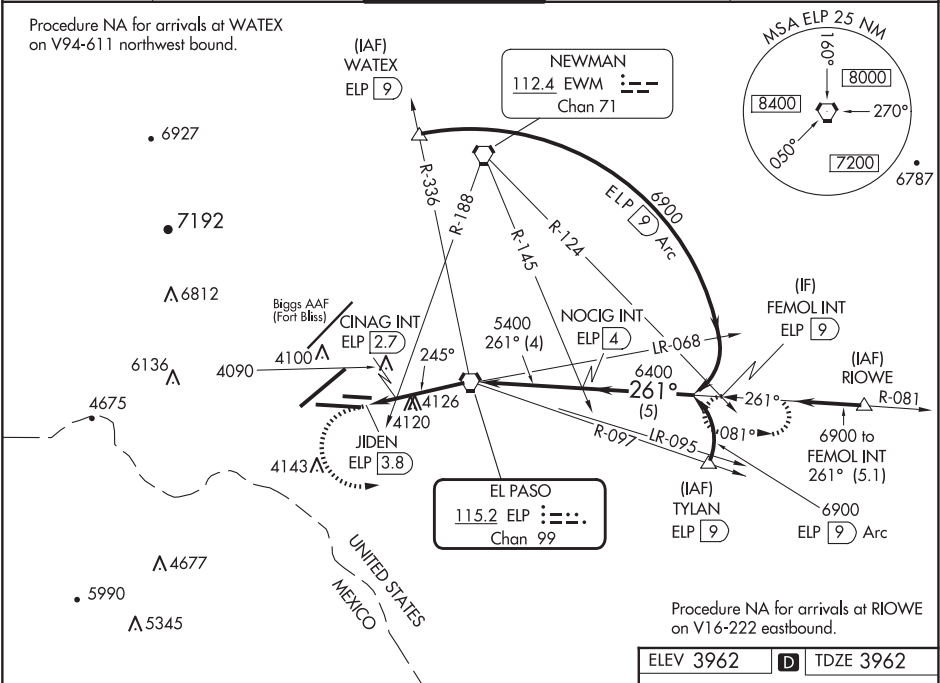 Procedure NA for arrivals at WATEX
on V94-611 northwest bound.
(IAF)
WATEX
ELP 9
NEWMAN
112.4 EWM
Chan 71
MSA ELP 25 NM
160°
8000
8400
270°
050°
7200
6787
6927
7192
6812
R-336
R-188
R-145
R-124
6900
ELP 9 Arc
Biggs AAF
(Fort Bliss)
CINAG INT
ELP 2.7
4100
4090
6136
245°
5400
261° (4)
NOCIG INT
ELP 4
LR-068
(IF)
FEMOL INT
ELP 9
(IAF)
RIOWE
R-081
6400
261°
(5)
261°
081°
6900 to
FEMOL INT
261° (5.1)
4675
4126
4120
JIDEN
ELP 3.8
4143
R-097
LR-095
(IAF)
TYLAN
ELP 9
6900
ELP 9 Arc
EL PASO
115.2 ELP
Chan 99
UNITED STATES
MEXICO
4677
5990
5345
Procedure NA for arrivals at RIOWE
on V16-222 eastbound.
ELEV 3962 D TDZE 3962